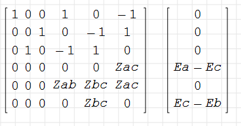 1 0 0 1 0 −1 0
0 0 1 0 −1 1 0
0 1 0 −1 1 0 0
0 0 0 0 0 Zac Ea − Ec
0 0 0 Zab Zbc Zac 0
0 0 0 0 Zbc 0 Ec − Eb